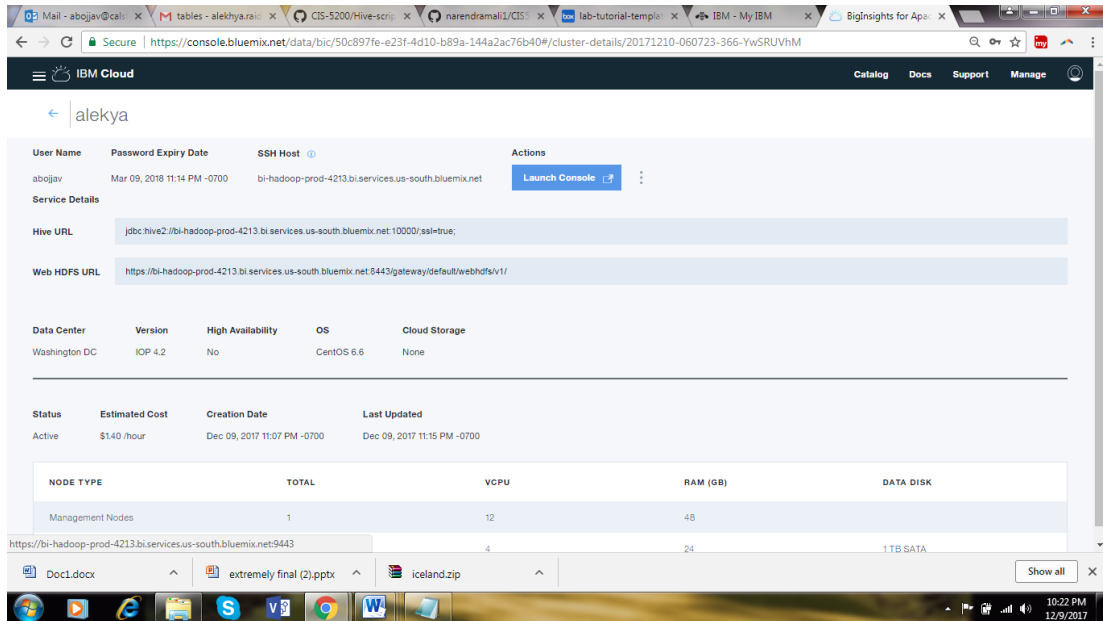 Mail - abojjav@calst
tables - alekhya.raid
CIS-5200/Hive-scrip
narendramali1/CIS5
box lab-tutorial-templat
IBM - My IBM
BigInsights for Apac
Secure https://console.bluemix.net/data/bic/50c897fe-e23f-4d10-b89a-144a2ac76b40#/cluster-details/20171210-060723-366-YwSRUVhM my
IBM Cloud Catalog Docs Support Manage
alekya
User Name Password Expiry Date SSH Host Actions
abojjav Mar 09, 2018 11:14 PM -0700 bi-hadoop-prod-4213.bi.services.us-south.bluemix.net Launch Console
Service Details
Hive URL jdbc:hive2://bi-hadoop-prod-4213.bi.services.us-south.bluemix.net:10000/;ssl=true;
Web HDFS URL https://bi-hadoop-prod-4213.bi.services.us-south.bluemix.net:8443/gateway/default/webhdfs/v1/
Data Center Version High Availability OS Cloud Storage
Washington DC IOP 4.2 No CentOS 6.6 None
Status Estimated Cost Creation Date Last Updated
Active $1.40 /hour Dec 09, 2017 11:07 PM -0700 Dec 09, 2017 11:15 PM -0700
NODE TYPE TOTAL VCPU RAM (GB) DATA DISK
Management Nodes 1 12 48
https://bi-hadoop-prod-4213.bi.services.us-south.bluemix.net:9443 4 24 1 TB SATA
Doc1.docx extremely final (2).pptx iceland.zip Show all
10:22 PM
12/9/2017